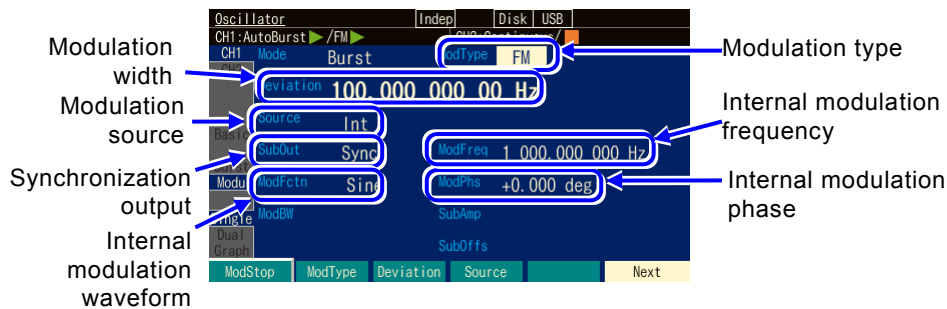 Oscillator Indep Disk USB
CH1:AutoBurst /FM
CH1 Mode Burst ModType FM
Modulation width
Deviation 100.000 000 00 Hz
Modulation type
Modulation source
Source Int
Internal modulation frequency
SubOut Sync ModFreq 1 000.000 000 Hz
Synchronization output
ModFctn Sine ModPhs +0.000 deg
Internal modulation phase
Internal modulation waveform
ModBW SubAmp
Single
Dual
Graph SubOffs
ModStop ModType Deviation Source Next